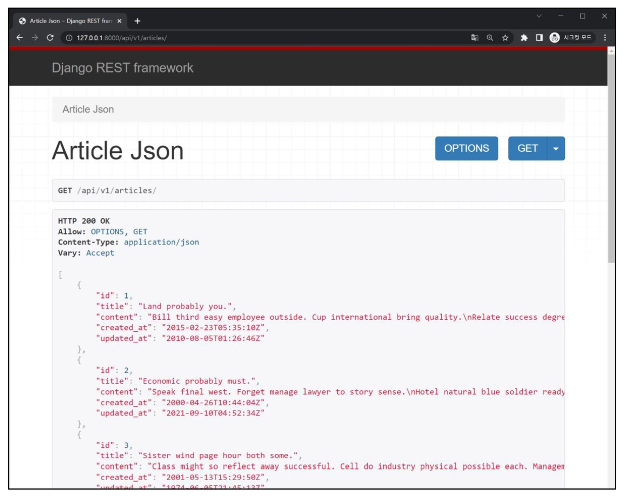 Article Json – Django REST fram
127.0.0.1:8000/api/v1/articles/
시크릿 모드
Django REST framework
Article Json
Article Json
OPTIONS
GET
GET /api/v1/articles/
HTTP 200 OK
Allow: OPTIONS, GET
Content-Type: application/json
Vary: Accept
[
{
"id": 1,
"title": "Land probably you.",
"content": "Bill third easy employee outside. Cup international bring quality.\nRelate success degre
"created_at": "2015-02-23T05:35:10Z",
"updated_at": "2010-08-05T01:26:46Z"
},
{
"id": 2,
"title": "Economic probably must.",
"content": "Speak final west. Forget manage lawyer to story sense.\nHotel natural blue soldier ready
"created_at": "2000-04-26T10:44:04Z",
"updated_at": "2021-09-10T04:52:34Z"
},
{
"id": 3,
"title": "Sister wind page hour both some.",
"content": "Class might so reflect away successful. Cell do industry physical possible each. Managem
"created_at": "2001-05-13T15:29:50Z",
"updated_at": "1974-06-05T21:45:13Z"